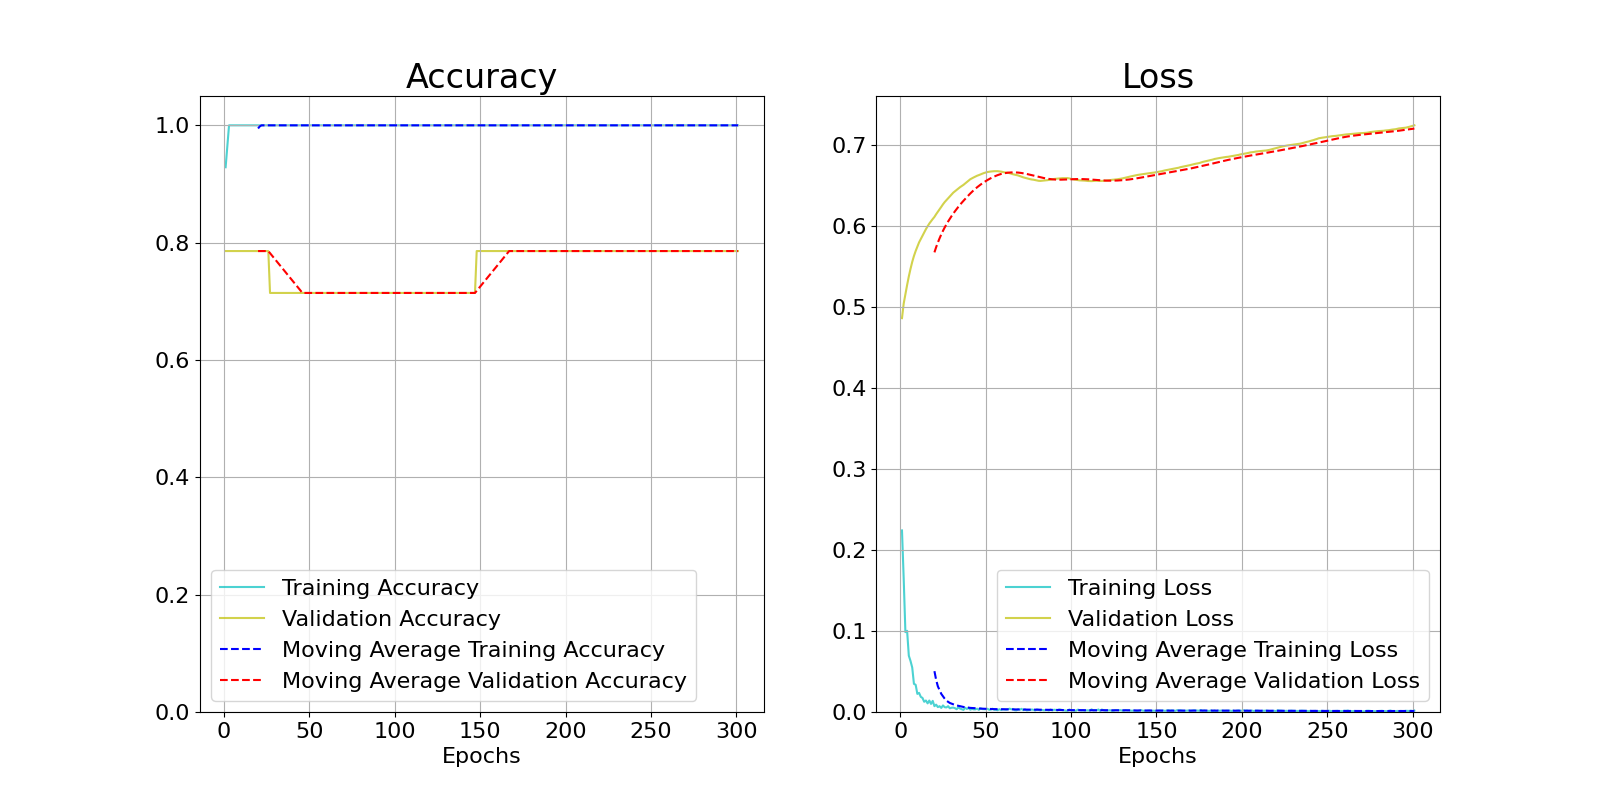 Accuracy
1.0
0.8
0.6
0.4
0.2
0.0
0 50 100 150 200 250 300
Epochs
Training Accuracy
Validation Accuracy
Moving Average Training Accuracy
Moving Average Validation Accuracy
Loss
0.7
0.6
0.5
0.4
0.3
0.2
0.1
0.0
0 50 100 150 200 250 300
Epochs
Training Loss
Validation Loss
Moving Average Training Loss
Moving Average Validation Loss